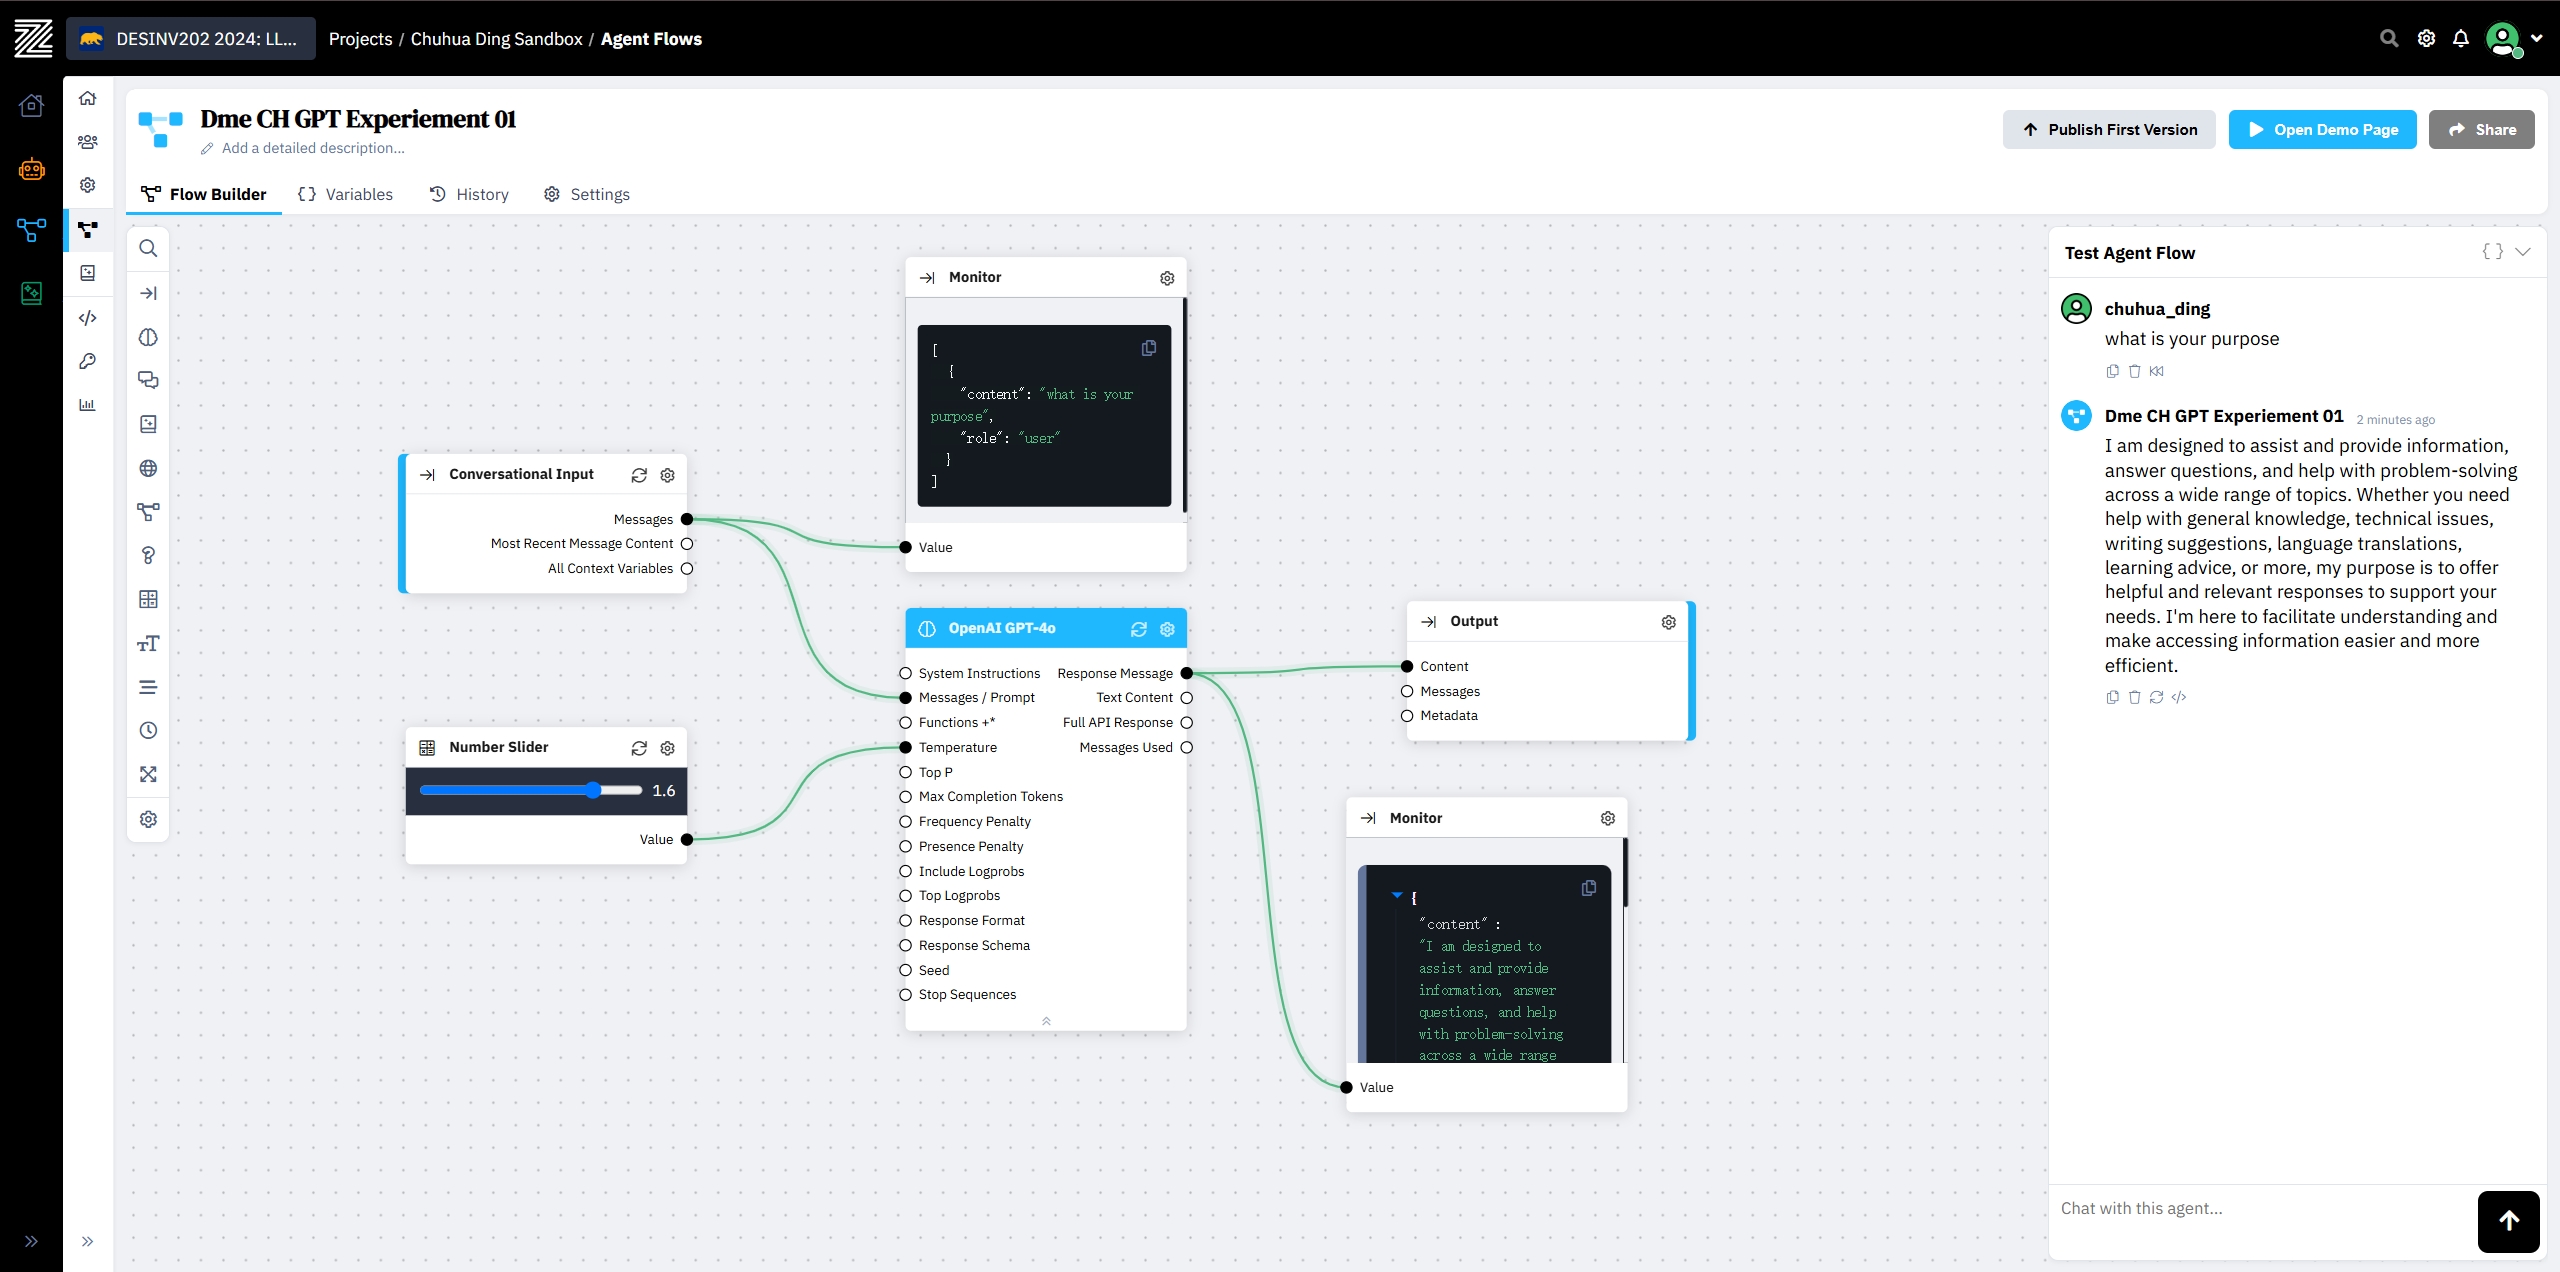 DESINV202 2024: LL...
Projects / Chuhua Ding Sandbox / Agent Flows
Dme CH GPT Experiement 01
Add a detailed description...
Publish First Version
Open Demo Page
Share
Flow Builder
Variables
History
Settings
Monitor
[
{
"content": "what is your
purpose",
"role": "user"
}
]
Value
Conversational Input
Messages
Most Recent Message Content
All Context Variables
Number Slider
1.6
Value
OpenAI GPT-4o
System Instructions Response Message
Messages / Prompt Text Content
Functions +* Full API Response
Temperature Messages Used
Top P
Max Completion Tokens
Frequency Penalty
Presence Penalty
Include Logprobs
Top Logprobs
Response Format
Response Schema
Seed
Stop Sequences
Output
Content
Messages
Metadata
Monitor
{
"content" :
"I am designed to
assist and provide
information, answer
questions, and help
with problem-solving
across a wide range
Value
Test Agent Flow
chuhua_ding
what is your purpose
Dme CH GPT Experiement 01 2 minutes ago
I am designed to assist and provide information,
answer questions, and help with problem-solving
across a wide range of topics. Whether you need
help with general knowledge, technical issues,
writing suggestions, language translations,
learning advice, or more, my purpose is to offer
helpful and relevant responses to support your
needs. I'm here to facilitate understanding and
make accessing information easier and more
efficient.
Chat with this agent...